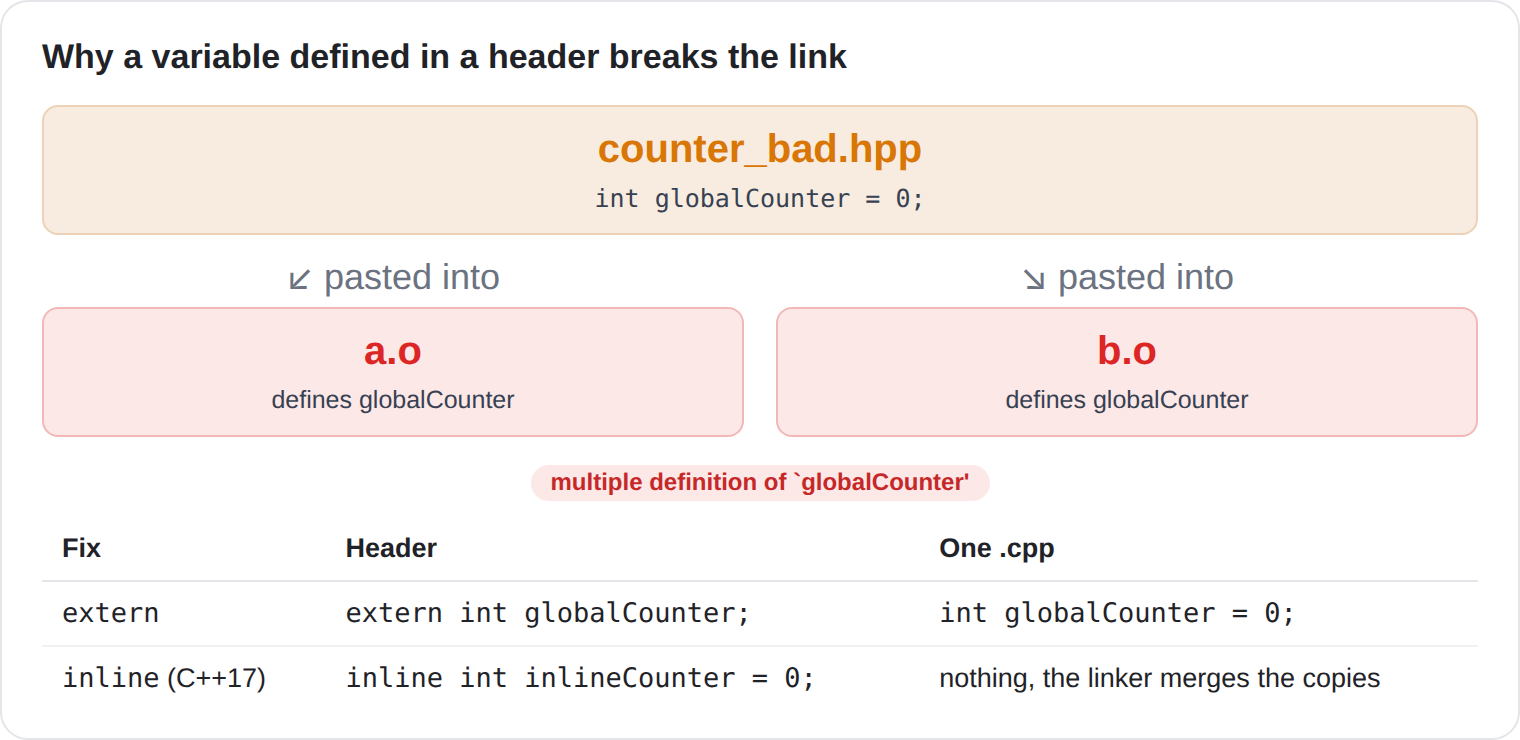 Why a variable defined in a header breaks the link
counter_bad.hpp
int globalCounter = 0;
↙ pasted into
↘ pasted into
a.o
defines globalCounter
b.o
defines globalCounter
multiple definition of `globalCounter'
Fix Header One .cpp
extern extern int globalCounter; int globalCounter = 0;
inline (C++17) inline int inlineCounter = 0; nothing, the linker merges the copies